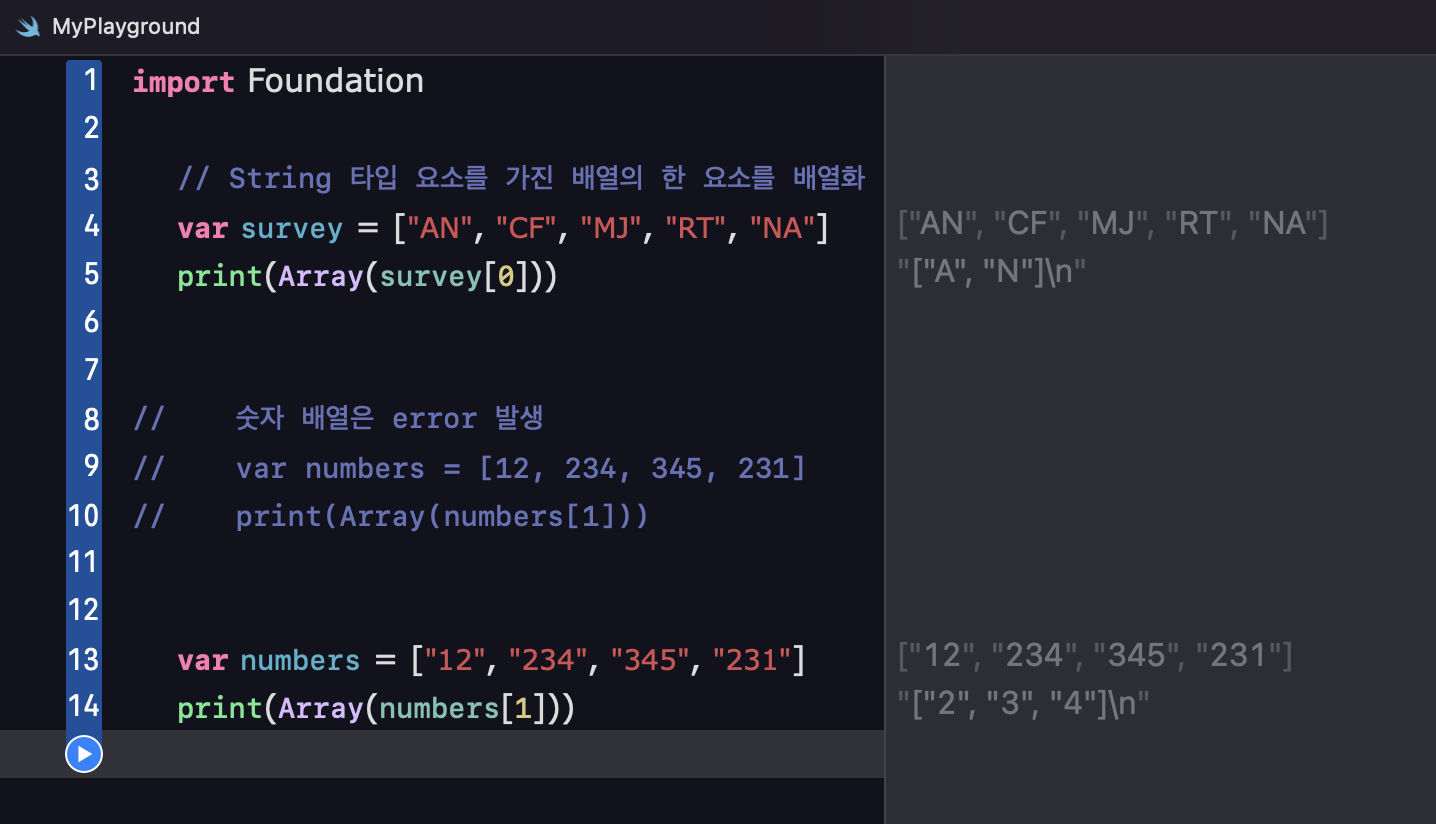 MyPlayground
1 import Foundation
2
3 // String 타입 요소를 가진 배열의 한 요소를 배열화
4 var survey = ["AN", "CF", "MJ", "RT", "NA"] ["AN", "CF", "MJ", "RT", "NA"]
5 print(Array(survey[0])) "["A", "N"]\n"
6
7
8 // 숫자 배열은 error 발생
9 // var numbers = [12, 234, 345, 231]
10 // print(Array(numbers[1]))
11
12
13 var numbers = ["12", "234", "345", "231"] ["12", "234", "345", "231"]
14 print(Array(numbers[1])) "["2", "3", "4"]\n"